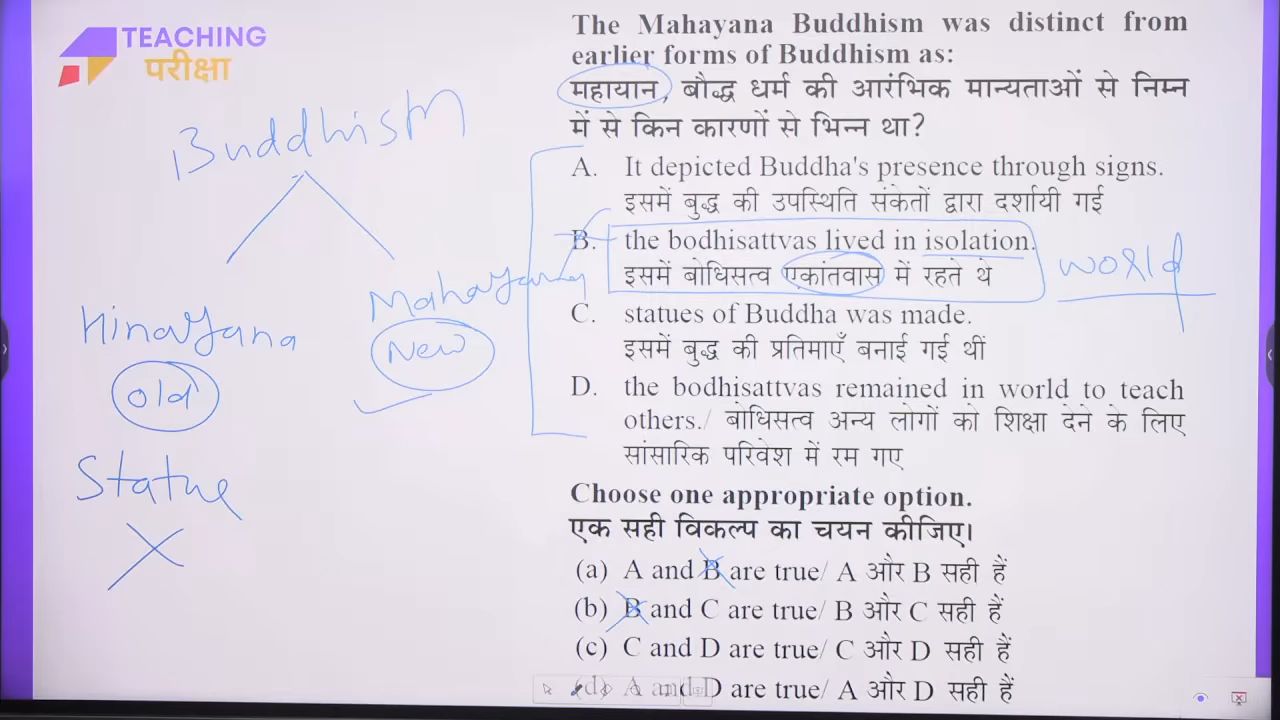 TEACHING
परीक्षा
Buddhism
Hinayana
Mahayana
old
New
Statue
The Mahayana Buddhism was distinct from
earlier forms of Buddhism as:
महायान, बौद्ध धर्म की आरंभिक मान्यताओं से निम्न
में से किन कारणों से भिन्न था?
A. It depicted Buddha's presence through signs.
इसमें बुद्ध की उपस्थिति संकेतों द्वारा दर्शायी गई
B. the bodhisattvas lived in isolation.
इसमें बोधिसत्व एकांतवास में रहते थे
world
C. statues of Buddha was made.
इसमें बुद्ध की प्रतिमाएँ बनाई गई थीं
D. the bodhisattvas remained in world to teach
others./ बोधिसत्व अन्य लोगों को शिक्षा देने के लिए
सांसारिक परिवेश में रम गए
Choose one appropriate option.
एक सही विकल्प का चयन कीजिए।
(a) A and B are true/ A और B सही हैं
(b) B and C are true/ B और C सही हैं
(c) C and D are true/ C और D सही हैं
(d) A and D are true/ A और D सही हैं